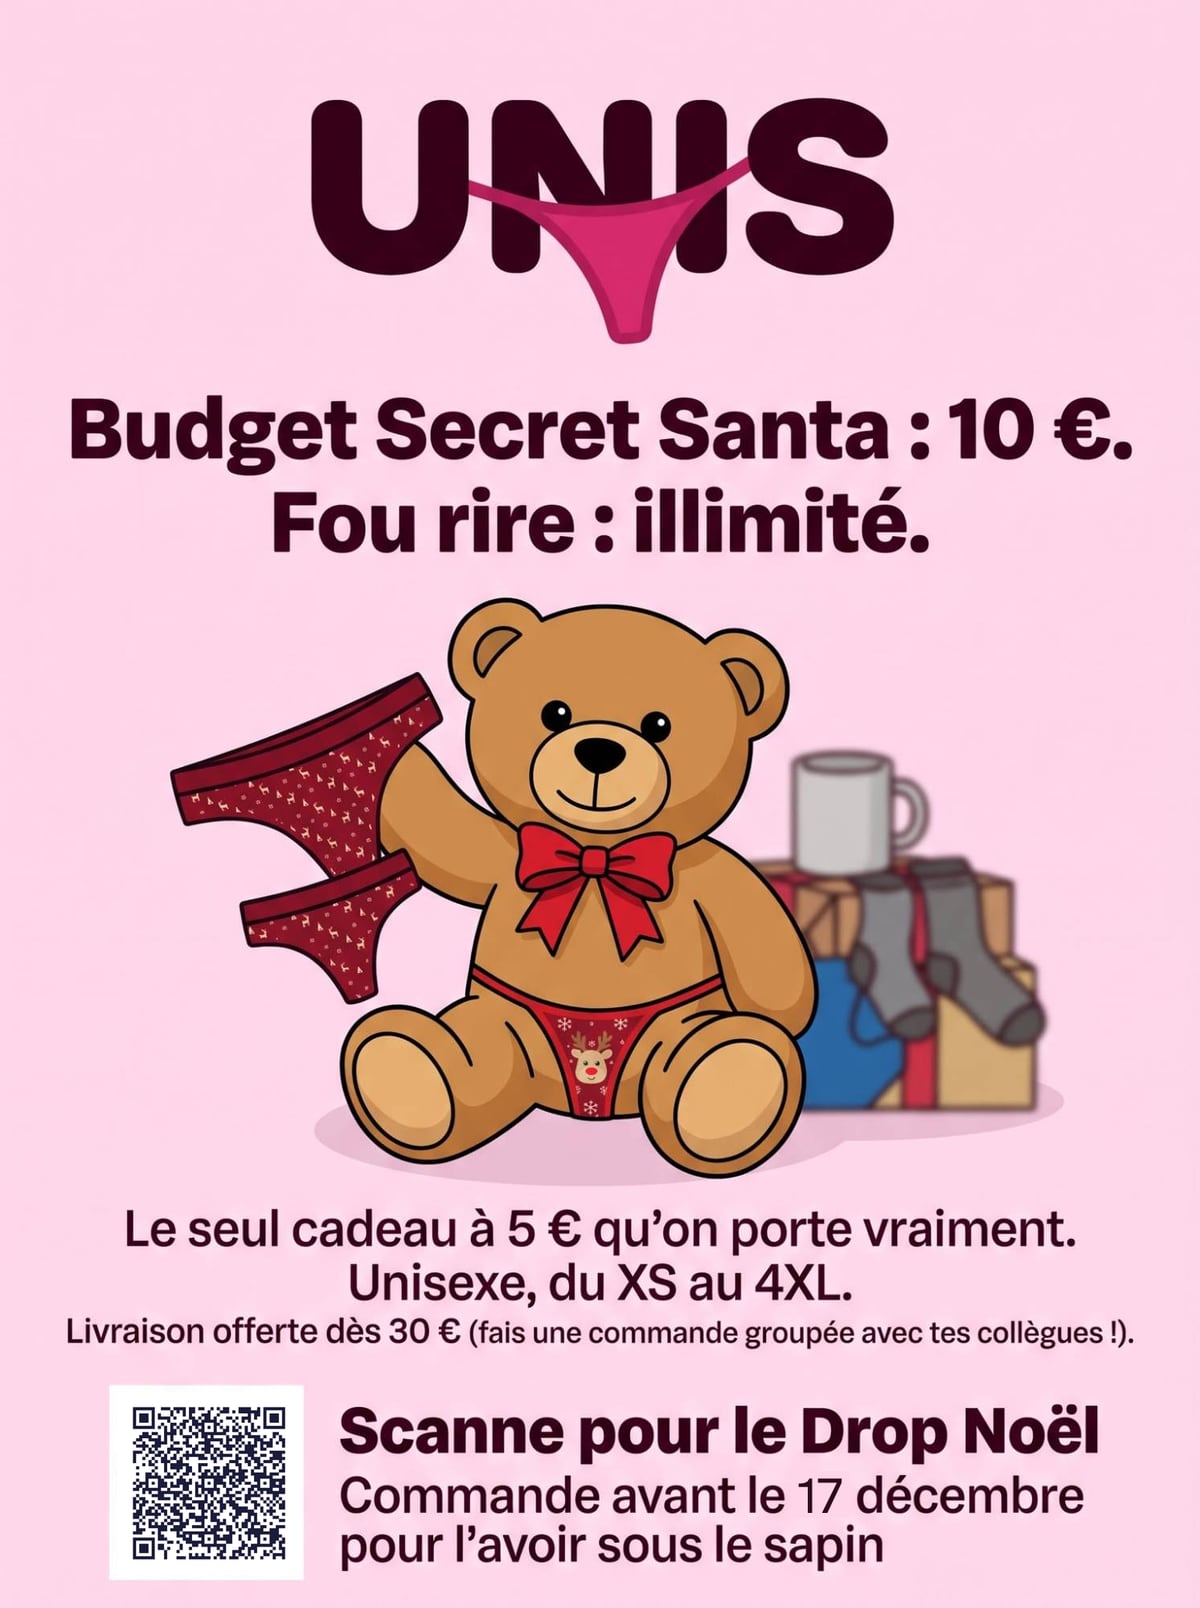 UNIS
Budget Secret Santa : 10 €.
Fou rire : illimité.
Le seul cadeau à 5 € qu’on porte vraiment.
Unisexe, du XS au 4XL.
Livraison offerte dès 30 € (fais une commande groupée avec tes collègues !).
Scanne pour le Drop Noël
Commande avant le 17 décembre
pour l’avoir sous le sapin